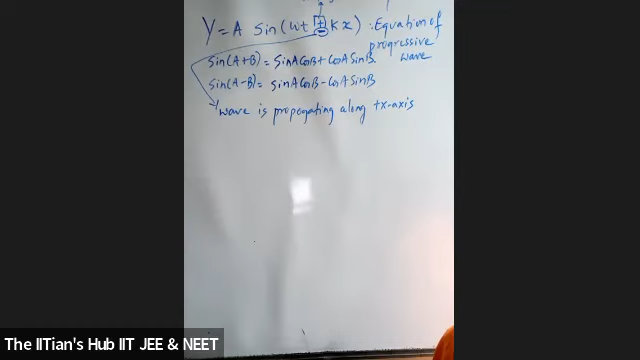 Y = A Sin(ωt ± kx) : Equation of progressive wave
Sin(A+B) = SinA CosB + CosA SinB.
Sin(A-B) = SinA CosB - CosA SinB
wave is propogating along +x-axis
The IITian's Hub IIT JEE & NEET